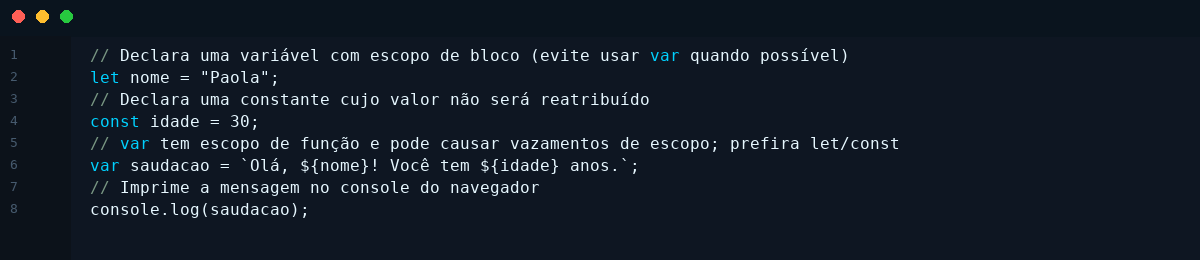 1 // Declara uma variável com escopo de bloco (evite usar var quando possível)
2 let nome = "Paola";
3 // Declara uma constante cujo valor não será reatribuído
4 const idade = 30;
5 // var tem escopo de função e pode causar vazamentos de escopo; prefira let/const
6 var saudacao = `Olá, ${nome}! Você tem ${idade} anos.`;
7 // Imprime a mensagem no console do navegador
8 console.log(saudacao);